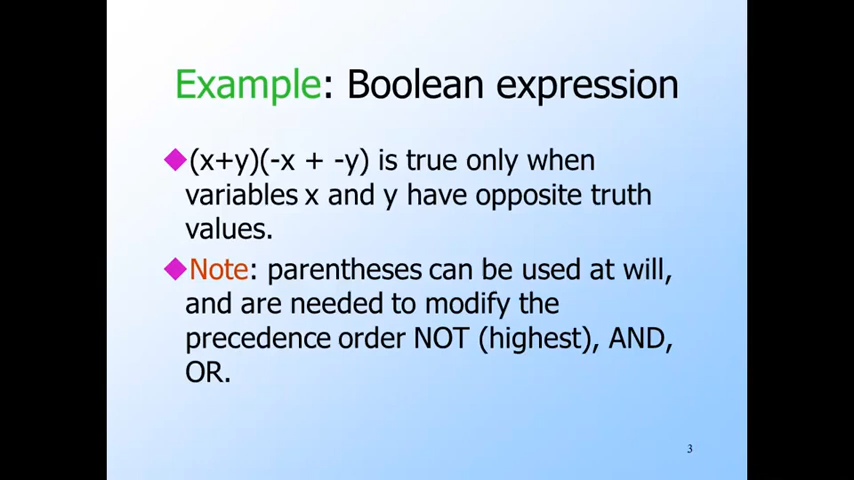 Example: Boolean expression
◆(x+y)(-x + -y) is true only when
variables x and y have opposite truth
values.
◆Note: parentheses can be used at will,
and are needed to modify the
precedence order NOT (highest), AND,
OR.
3